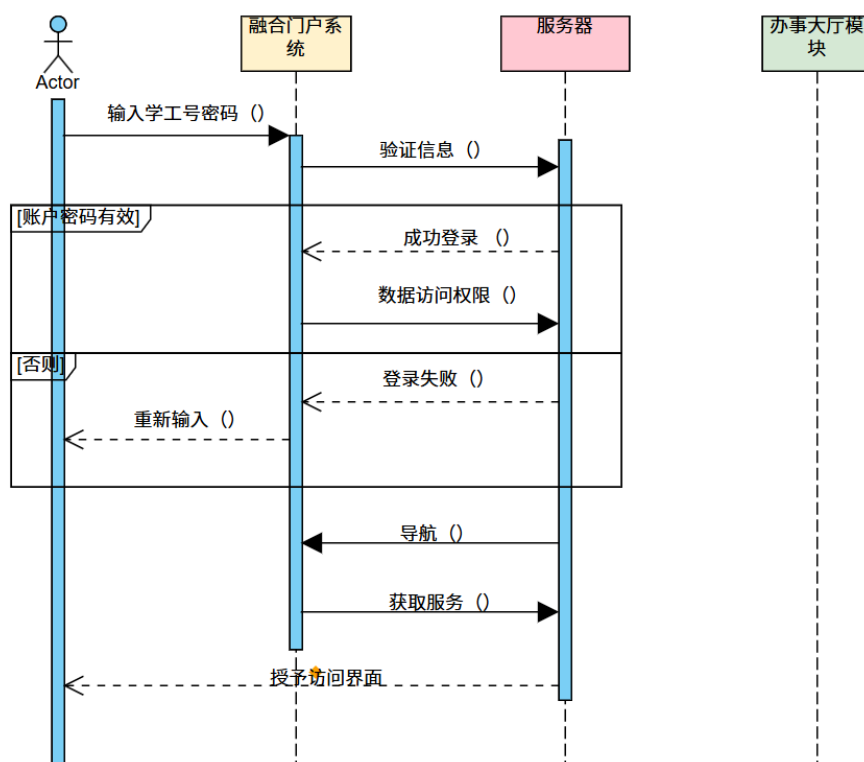 融合门户系
统
服务器
办事大厅模
块
Actor
输入学工号密码（）
验证信息（）
[账户密码有效]
成功登录 （）
数据访问权限（）
[否则]
登录失败（）
重新输入（）
导航（）
获取服务（）
授予访问界面